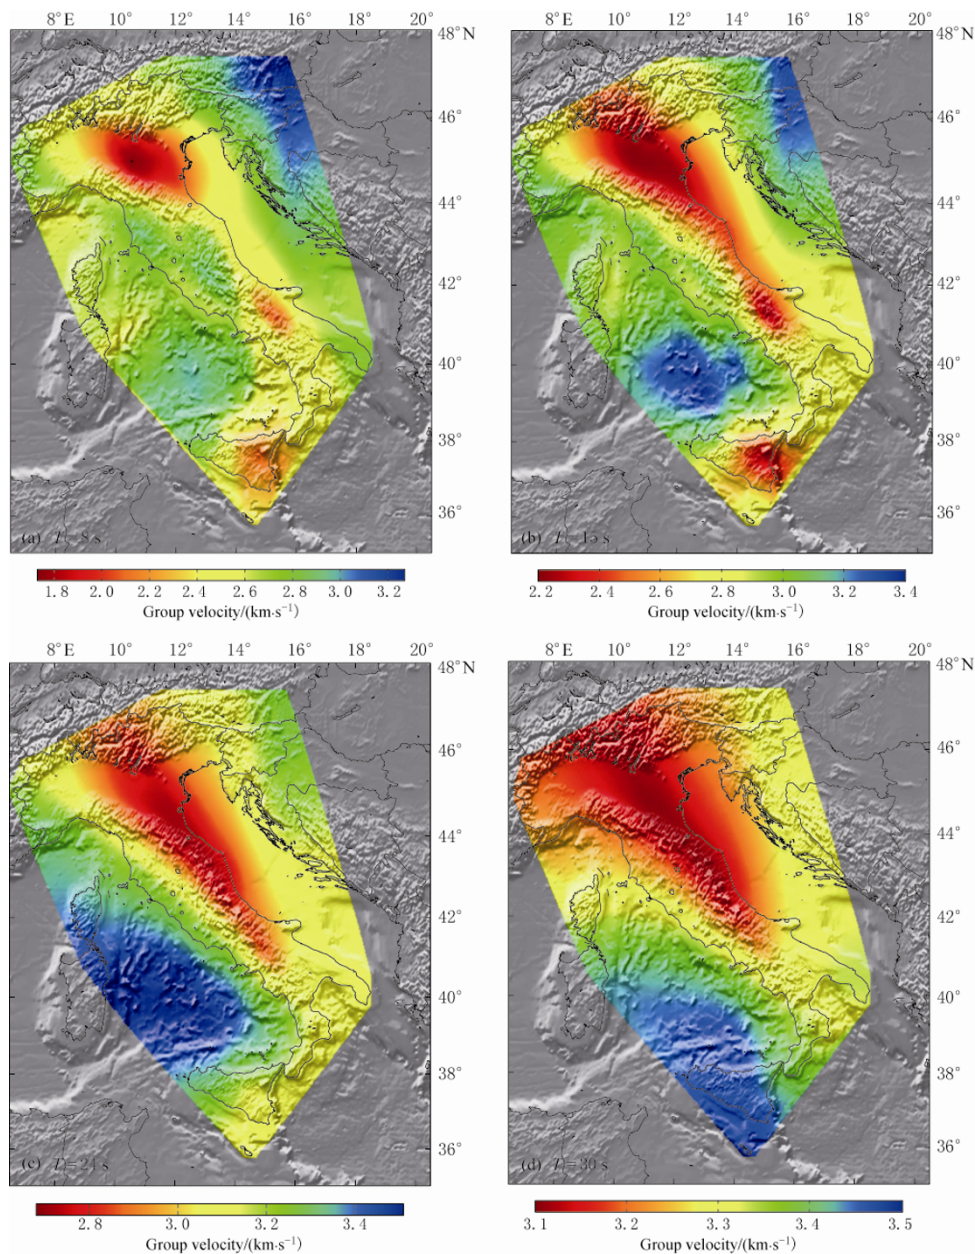 8°E 10° 12° 14° 16° 18° 20°
48°N
46°
44°
42°
40°
38°
36°
(a) T=8 s
1.8 2.0 2.2 2.4 2.6 2.8 3.0 3.2
Group velocity/(km·s⁻¹)
8°E 10° 12° 14° 16° 18° 20°
48°N
46°
44°
42°
40°
38°
36°
(b) T=15 s
2.2 2.4 2.6 2.8 3.0 3.2 3.4
Group velocity/(km·s⁻¹)
8°E 10° 12° 14° 16° 18° 20°
48°N
46°
44°
42°
40°
38°
36°
(c) T=24 s
2.8 3.0 3.2 3.4
Group velocity/(km·s⁻¹)
8°E 10° 12° 14° 16° 18° 20°
48°N
46°
44°
42°
40°
38°
36°
(d) T=30 s
3.1 3.2 3.3 3.4 3.5
Group velocity/(km·s⁻¹)